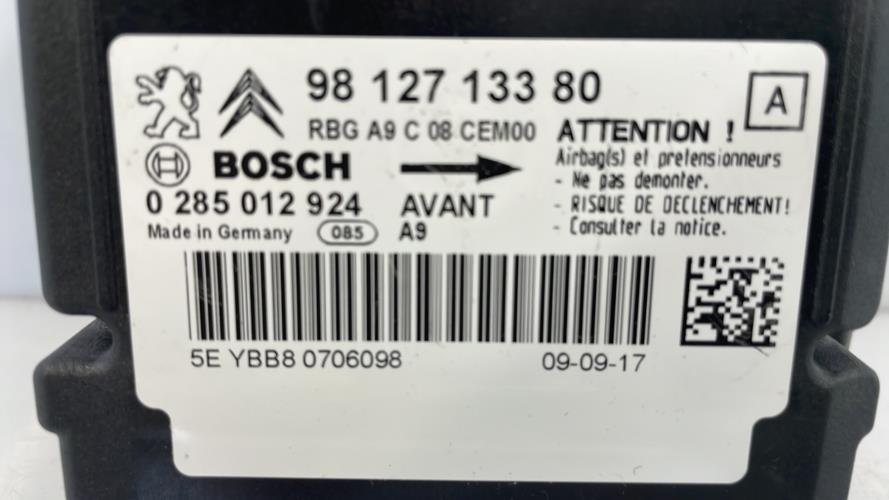 98 127 133 80
A
RBG A9 C 08 CEM00
ATTENTION !
BOSCH
Airbag(s) et pretensionneurs
- Ne pas demonter.
0 285 012 924
AVANT
- RISQUE DE DECLENCHEMENT!
Made in Germany
085
A9
- Consulter la notice.
5E YBB8 0706098
09-09-17